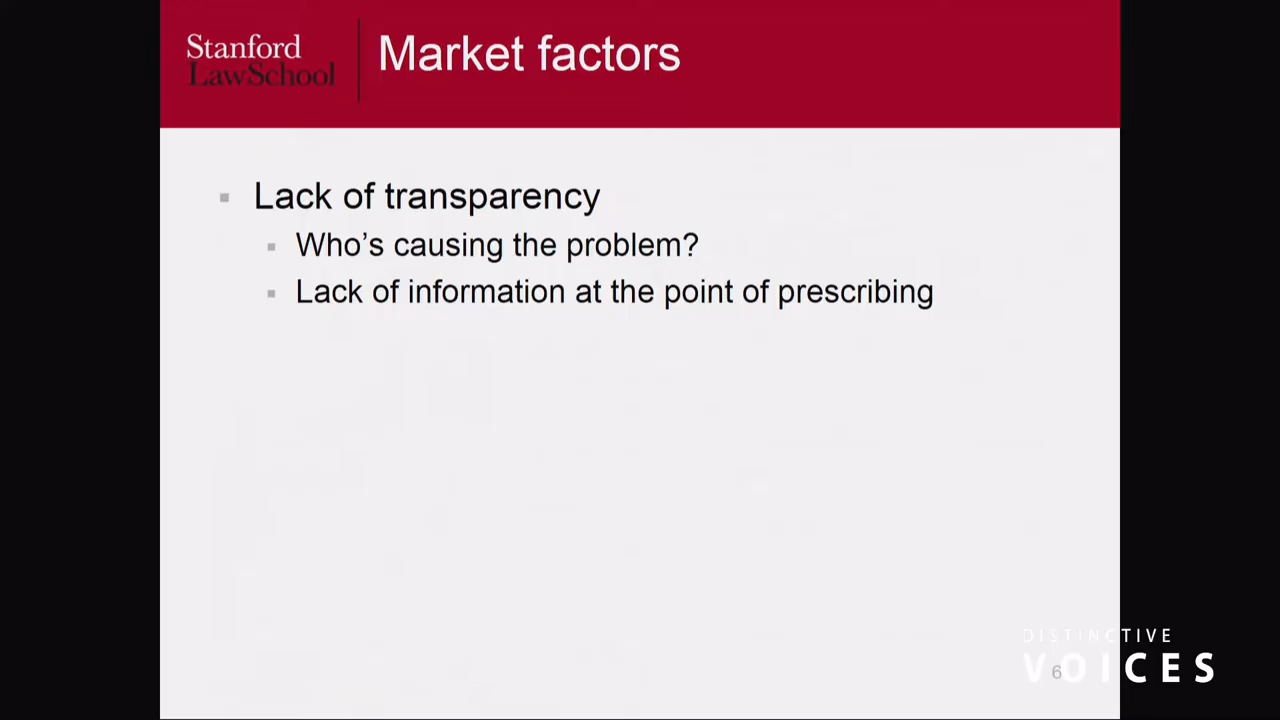 Stanford
LawSchool
Market factors
Lack of transparency
Who’s causing the problem?
Lack of information at the point of prescribing
DISTINCTIVE
VOICES
6